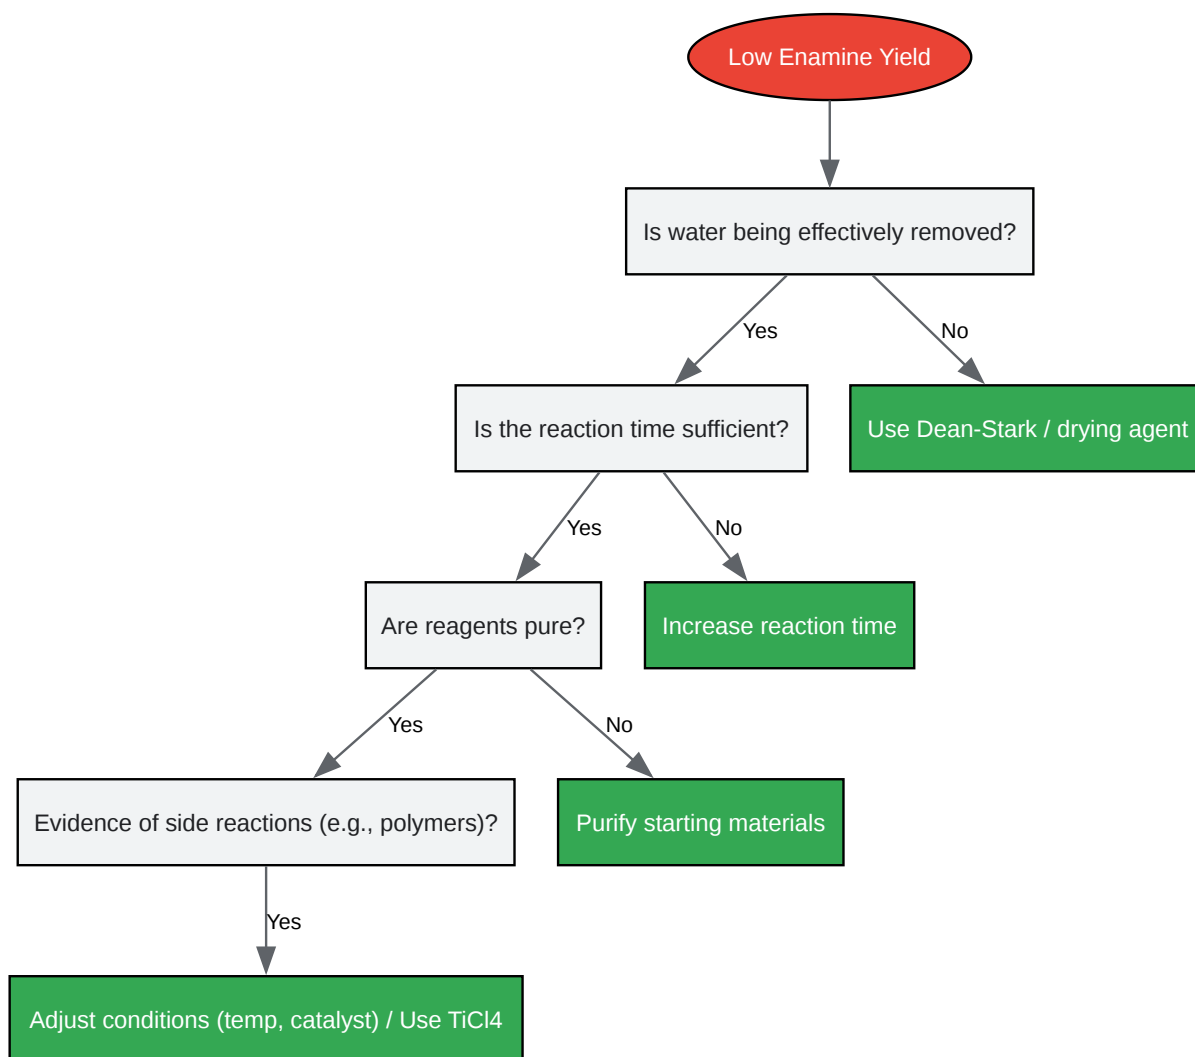 Low Enamine Yield
Is water being effectively removed?
Yes
No
Is the reaction time sufficient?
Use Dean-Stark / drying agent
Yes
No
Are reagents pure?
Increase reaction time
Yes
No
Evidence of side reactions (e.g., polymers)?
Purify starting materials
Yes
Adjust conditions (temp, catalyst) / Use TiCl4